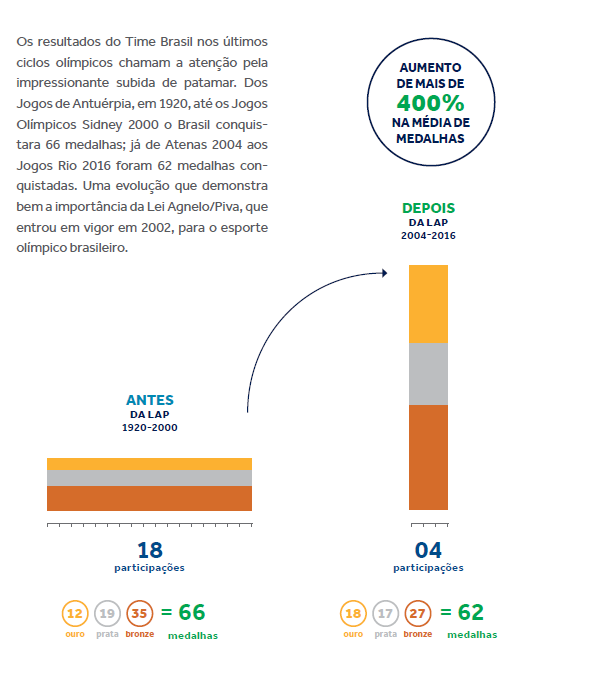 Os resultados do Time Brasil nos últimos
ciclos olímpicos chamam a atenção pela
impressionante subida de patamar. Dos
Jogos de Antuérpia, em 1920, até os Jogos
Olímpicos Sidney 2000 o Brasil conquis-
tara 66 medalhas; já de Atenas 2004 aos
Jogos Rio 2016 foram 62 medalhas con-
quistadas. Uma evolução que demonstra
bem a importância da Lei Agnelo/Piva, que
entrou em vigor em 2002, para o esporte
olímpico brasileiro.
AUMENTO
DE MAIS DE
400%
NA MÉDIA DE
MEDALHAS
DEPOIS
DA LAP
2004-2016
ANTES
DA LAP
1920-2000
18
participações
04
participações
12 19 35 = 66
ouro prata bronze medalhas
18 17 27 = 62
ouro prata bronze medalhas